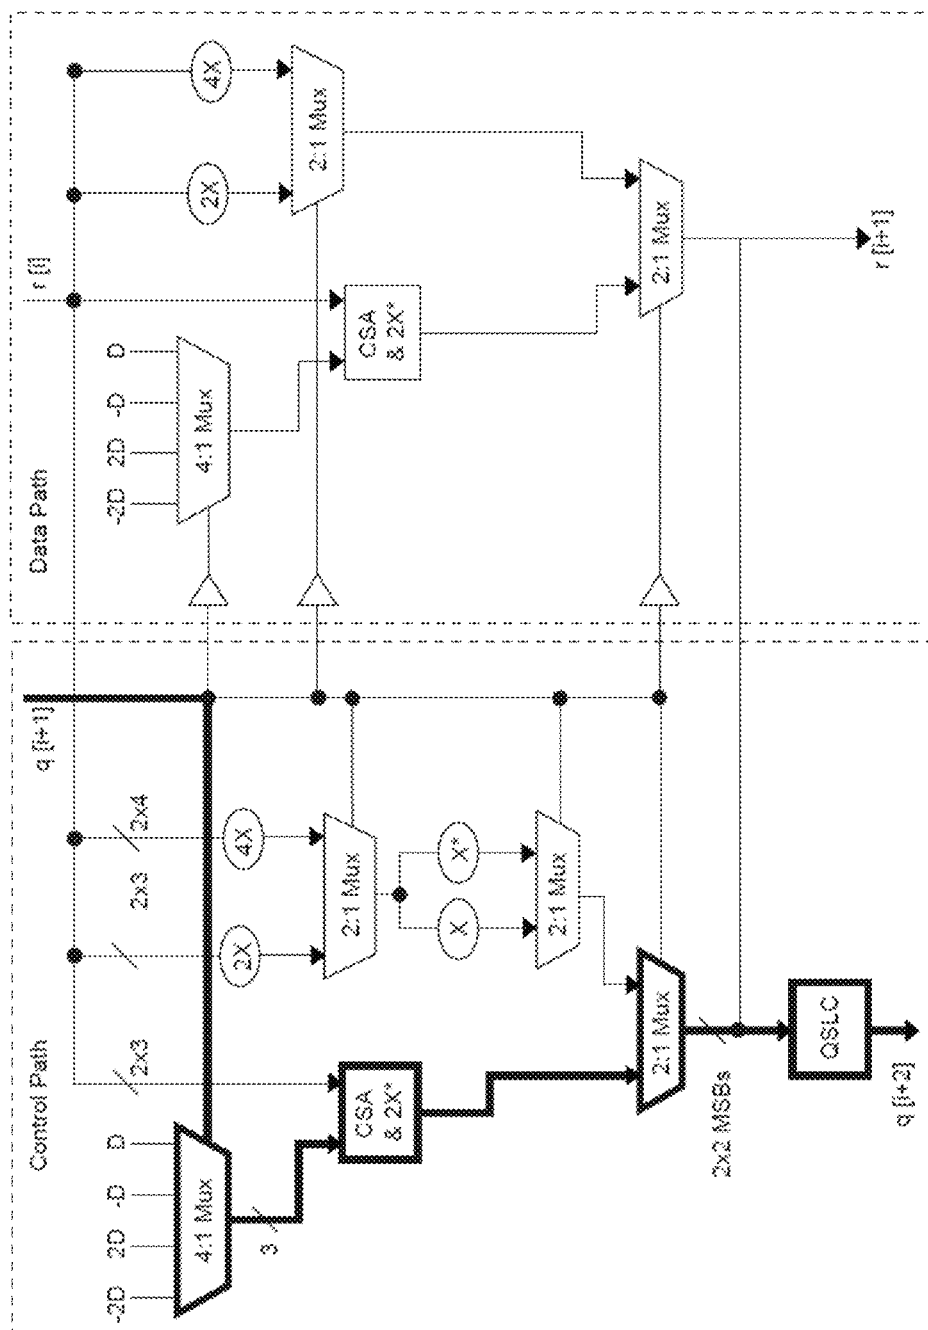 Control Path
Data Path
-2D
2D
-D
D
q [i+1]
-2D
2D
-D
D
r [i]
4:1 Mux
2x3
2x3
2x4
2X
4X
4:1 Mux
2X
4X
3
2:1 Mux
2:1 Mux
CSA
& 2X*
X
X*
CSA
& 2X*
2:1 Mux
2:1 Mux
2:1 Mux
2x2 MSBs
QSLC
q [i+2]
r [i+1]